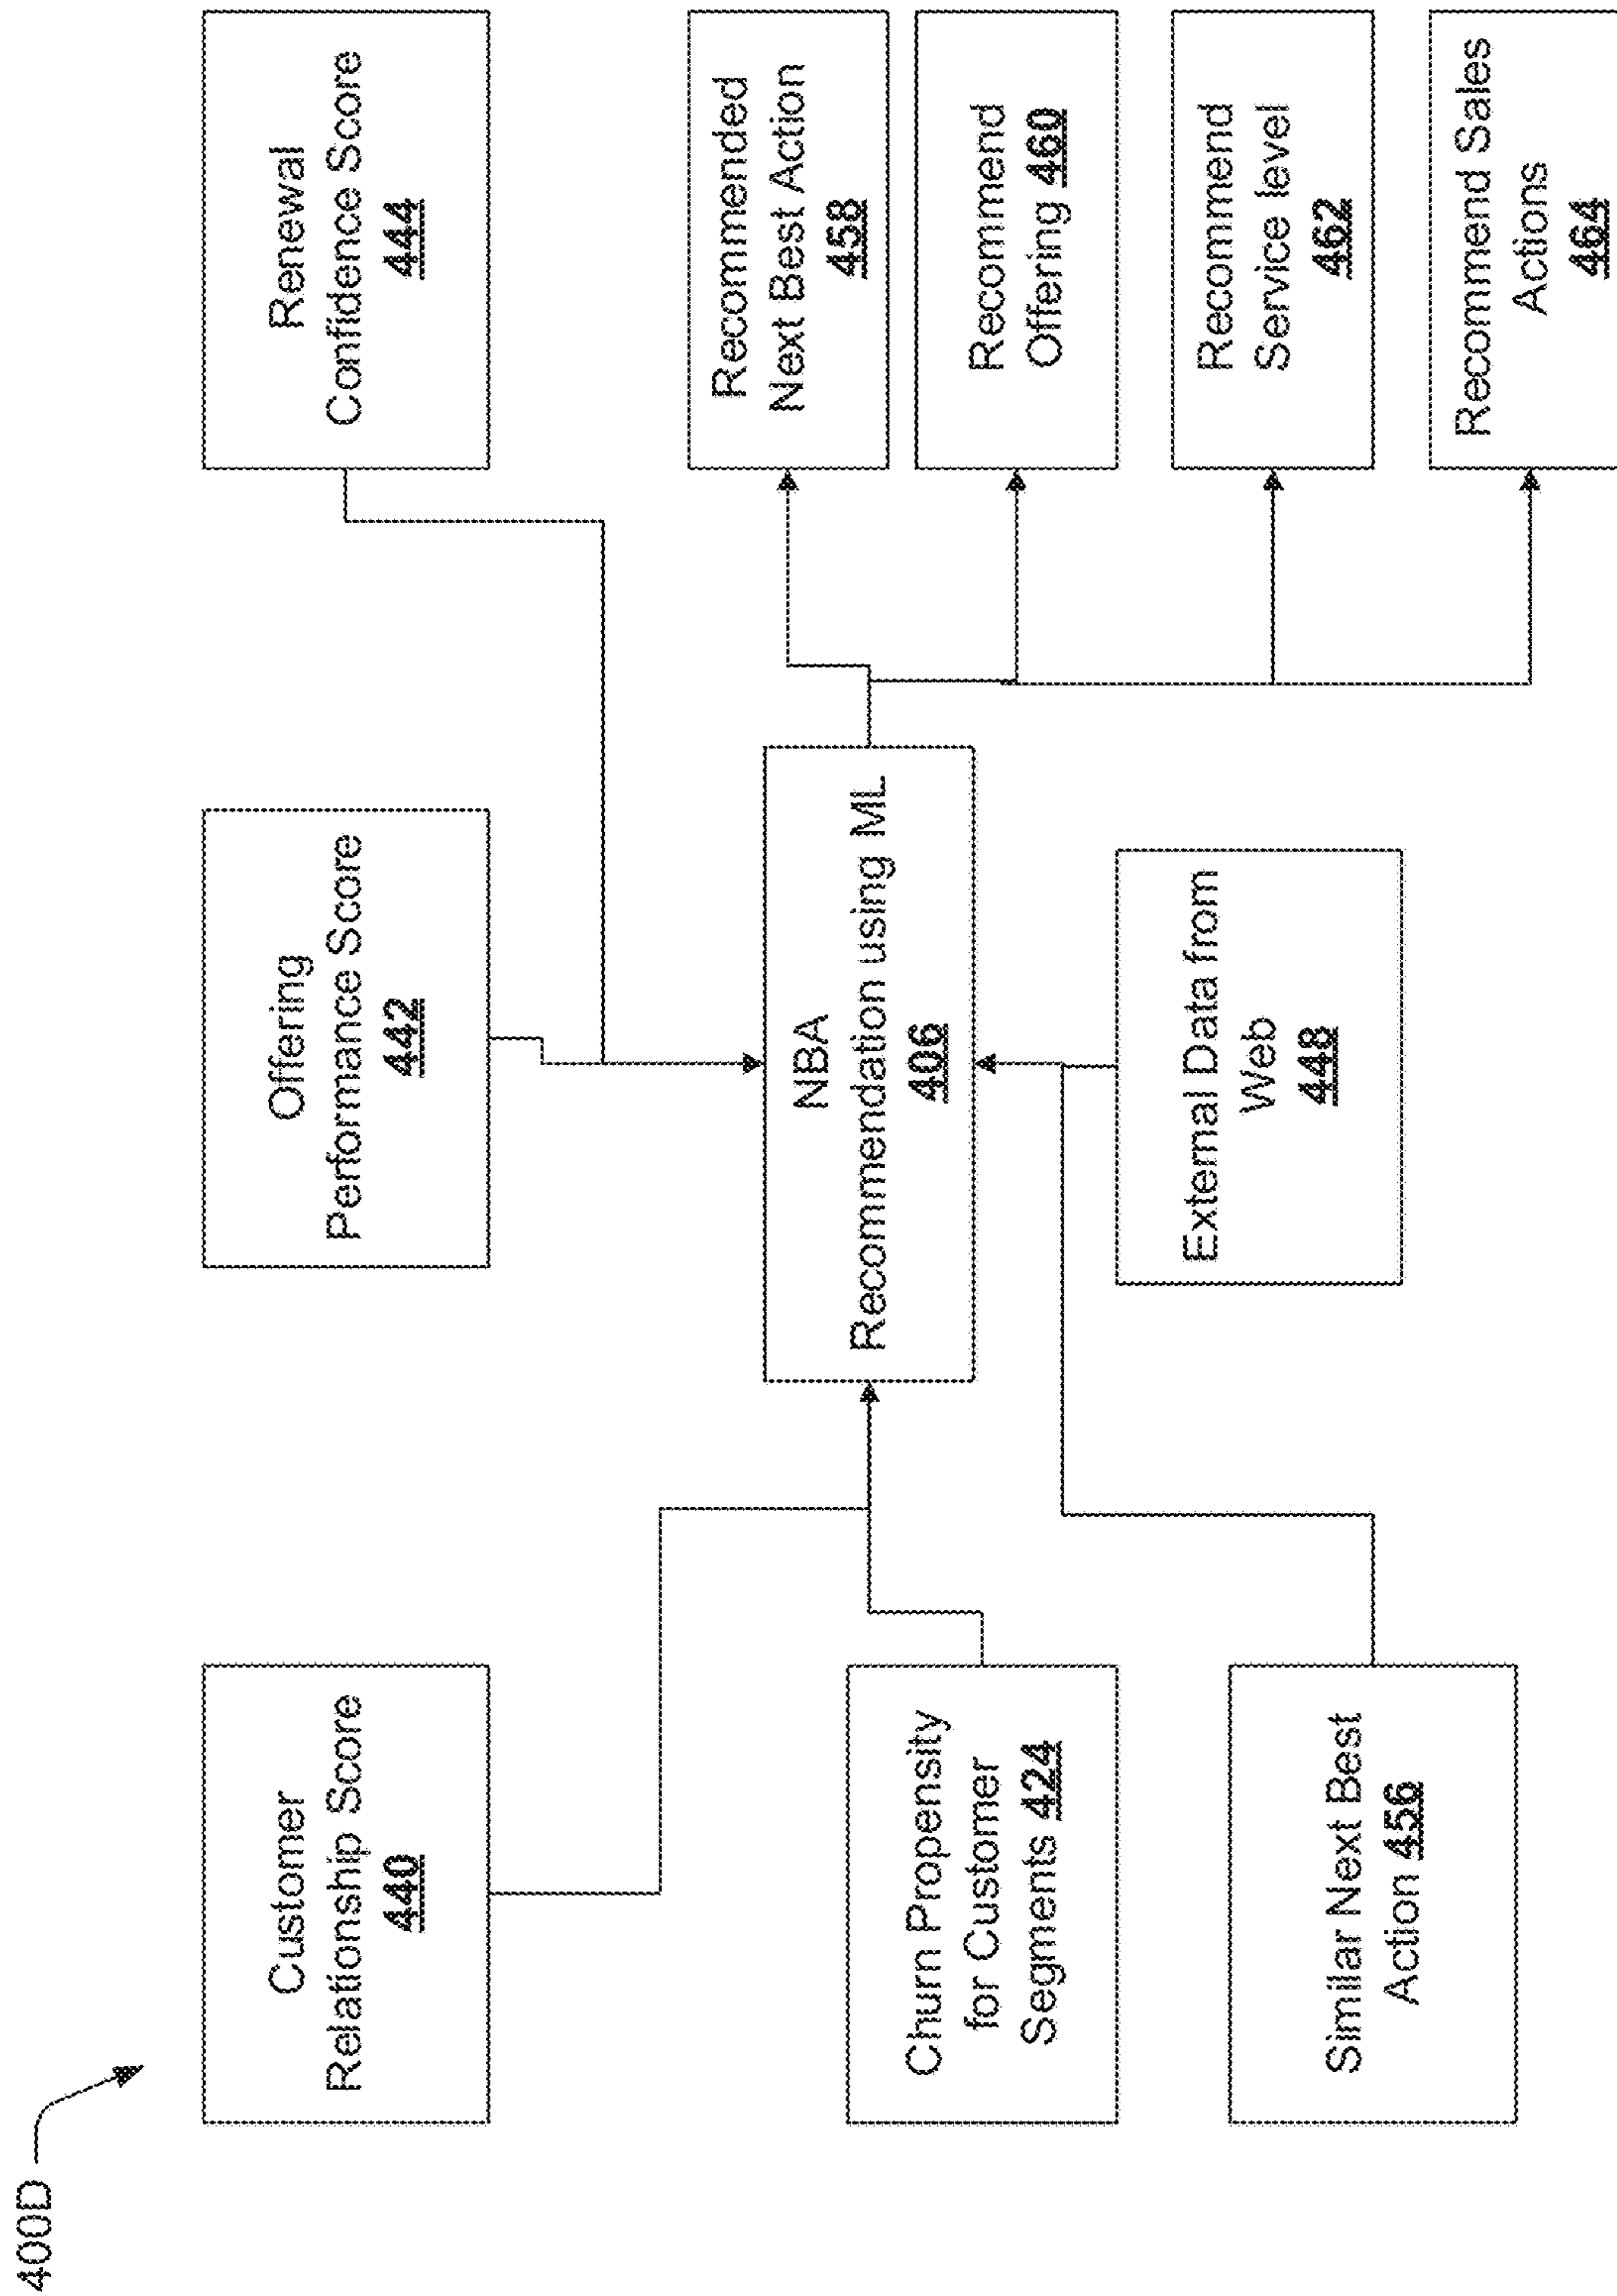 400D
Customer
Relationship Score
440
Offering
Performance Score
442
Renewal
Confidence Score
444
Churn Propensity
for Customer
Segments 424
NBA
Recommendation using ML
406
Recommended
Next Best Action
458
Recommend
Offering 460
Similar Next Best
Action 456
External Data from
Web
448
Recommend
Service level
462
Recommend Sales
Actions
464